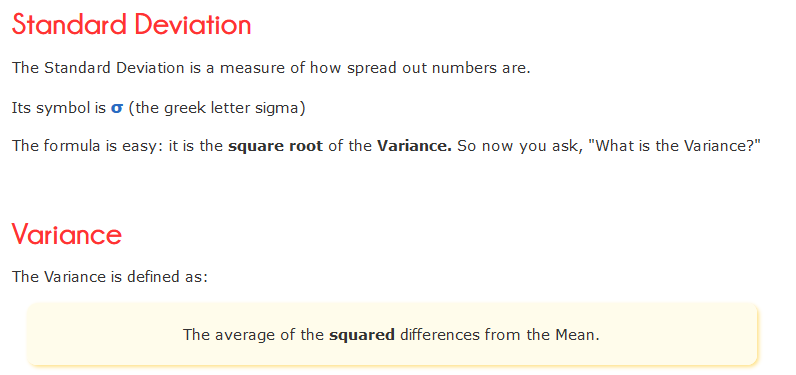 Standard Deviation
The Standard Deviation is a measure of how spread out numbers are.
Its symbol is σ (the greek letter sigma)
The formula is easy: it is the square root of the Variance. So now you ask, "What is the Variance?"
Variance
The Variance is defined as:
The average of the squared differences from the Mean.